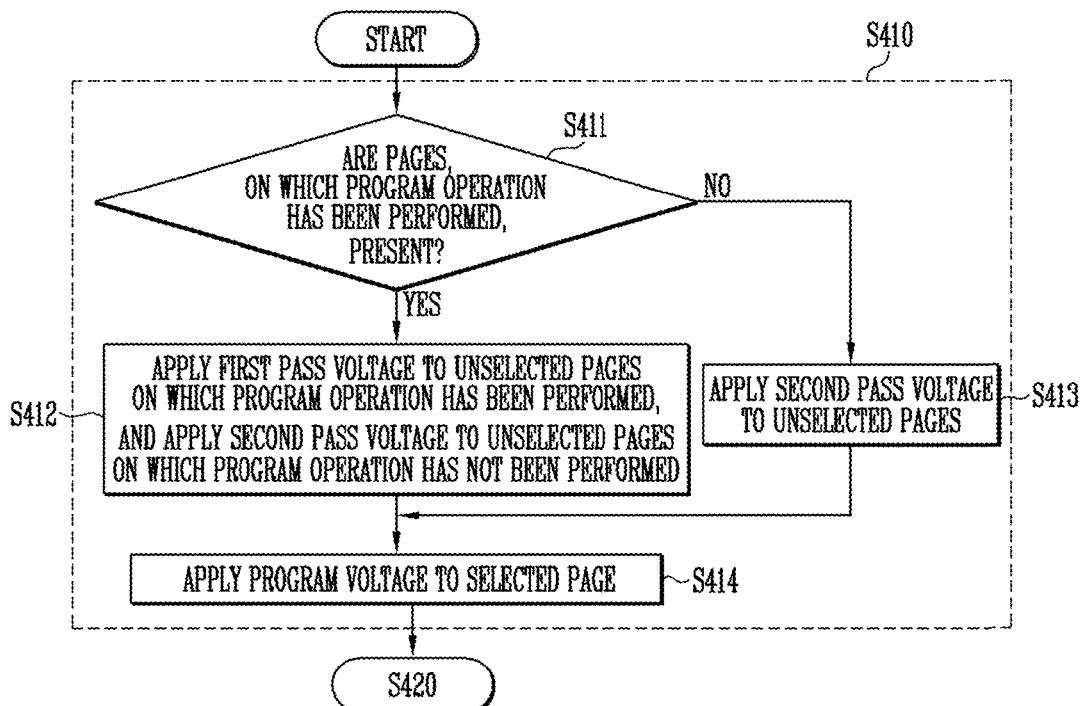 START
S410
S411
ARE PAGES,
ON WHICH PROGRAM OPERATION
HAS BEEN PERFORMED,
PRESENT?
NO
YES
S412
APPLY FIRST PASS VOLTAGE TO UNSELECTED PAGES
ON WHICH PROGRAM OPERATION HAS BEEN PERFORMED,
AND APPLY SECOND PASS VOLTAGE TO UNSELECTED PAGES
ON WHICH PROGRAM OPERATION HAS NOT BEEN PERFORMED
APPLY SECOND PASS VOLTAGE
TO UNSELECTED PAGES
S413
APPLY PROGRAM VOLTAGE TO SELECTED PAGE
S414
S420